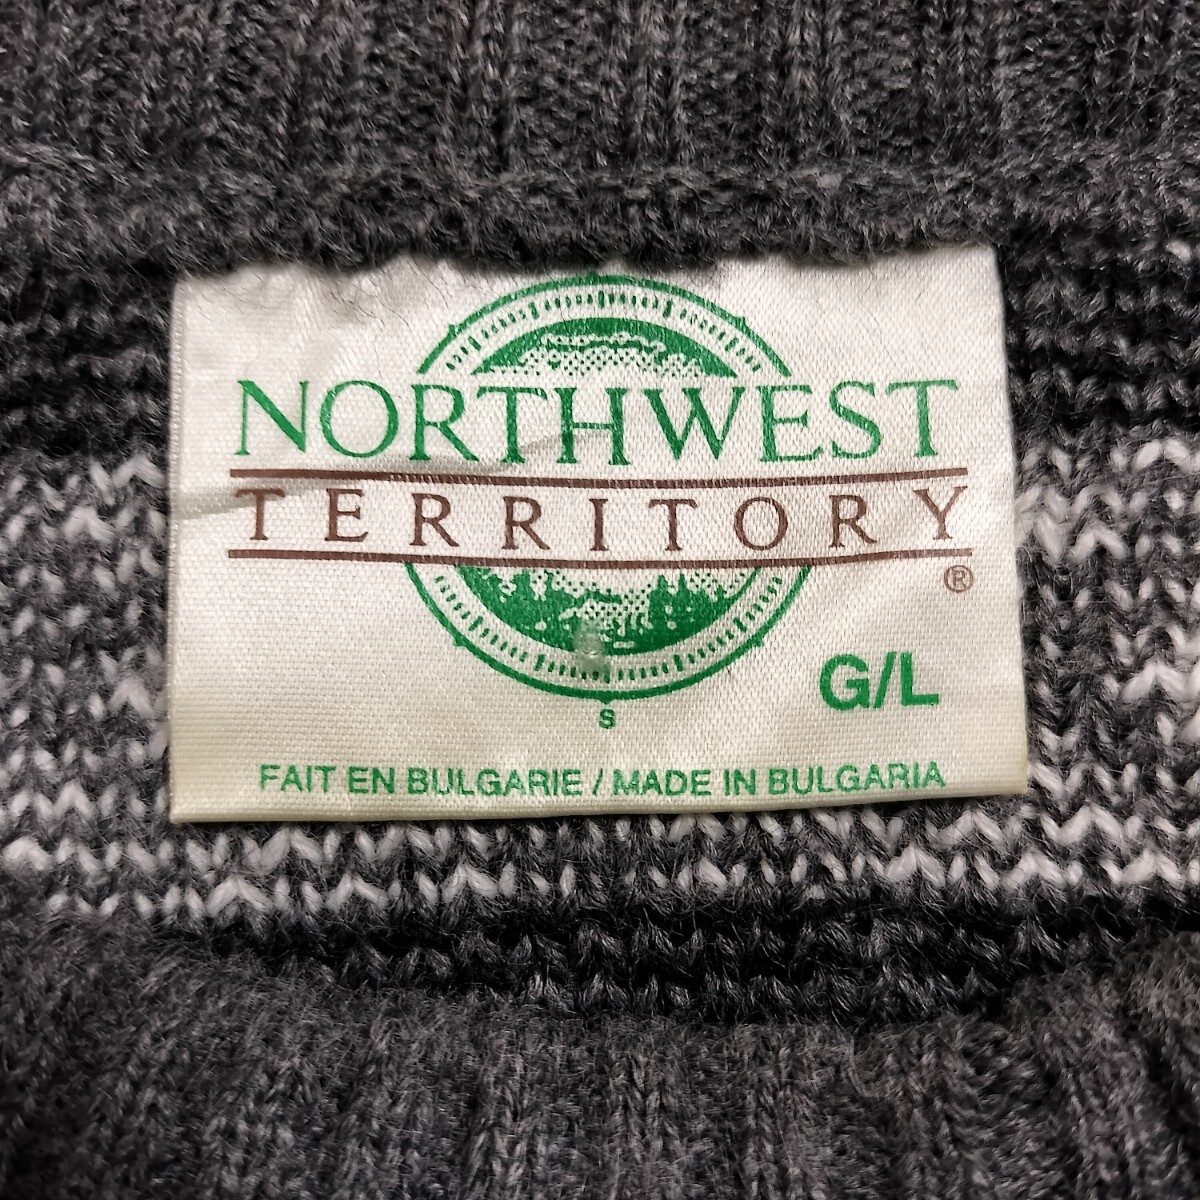 NORTHWEST
TERRITORY
®
G/L
S
FAIT EN BULGARIE / MADE IN BULGARIA